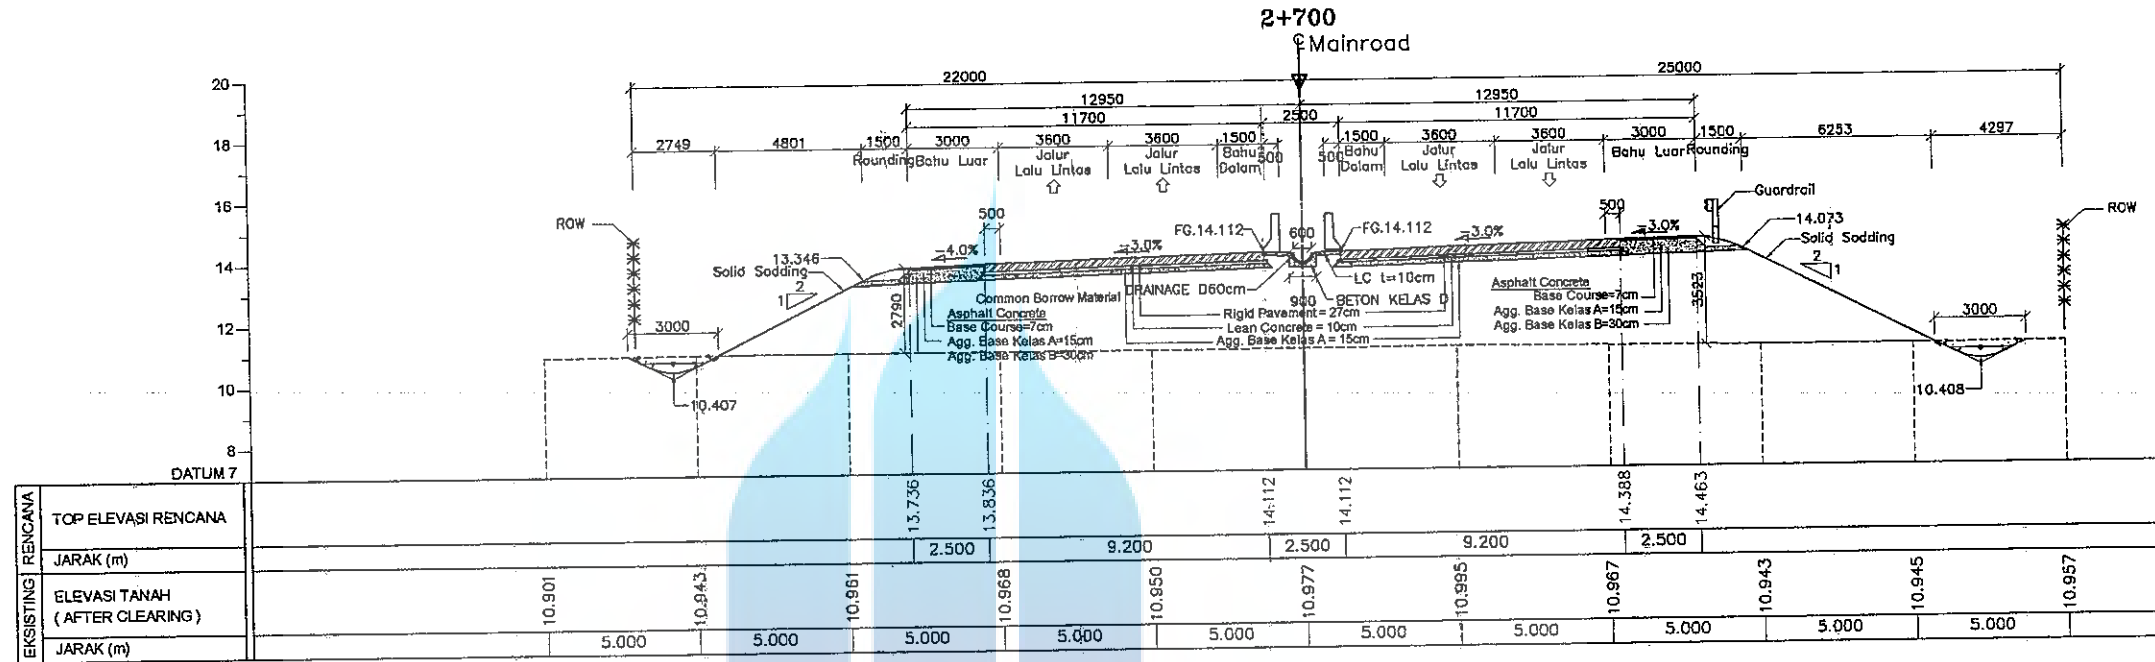 2+700
℄ Mainroad
20
18
16
14
12
10
8
DATUM 7
22000
25000
12950
12950
11700
2500
11700
2749
4801
1500
3000
3600
3600
1500
500
500
1500
3600
3600
3000
1500
6253
4297
Rounding
Bahu Luar
Jalur
Lalu Lintas
Jalur
Lalu Lintas
Bahu
Dalam
Bahu
Dalam
Jalur
Lalu Lintas
Jalur
Lalu Lintas
Bahu Luar
Rounding
Guardrail
ROW
500
FG.14.112
600
FG.14.112
500
14.073
ROW
-4.0%
-3.0%
-3.0%
-3.0%
Solid Sodding
13.346
Solid Sodding
2
1
2
1
2790
3523
DRAINAGE D60cm
LC t=10cm
900
BETON KELAS D
Common Borrow Material
Asphalt Concrete
Base Course=7cm
Agg. Base Kelas A=15cm
Agg. Base Kelas B=30cm
Rigid Pavement = 27cm
Lean Concrete = 10cm
Agg. Base Kelas A = 15cm
Asphalt Concrete
Base Course=7cm
Agg. Base Kelas A=15cm
Agg. Base Kelas B=30cm
3000
3000
10.407
10.408
RENCANA
TOP ELEVASI RENCANA
13.736
13.836
14.112
14.112
14.388
14.463
JARAK (m)
2.500
9.200
2.500
9.200
2.500
EKSISTING
ELEVASI TANAH
( AFTER CLEARING )
10.901
10.943
10.961
10.968
10.950
10.977
10.995
10.967
10.943
10.945
10.957
JARAK (m)
5.000
5.000
5.000
5.000
5.000
5.000
5.000
5.000
5.000
5.000